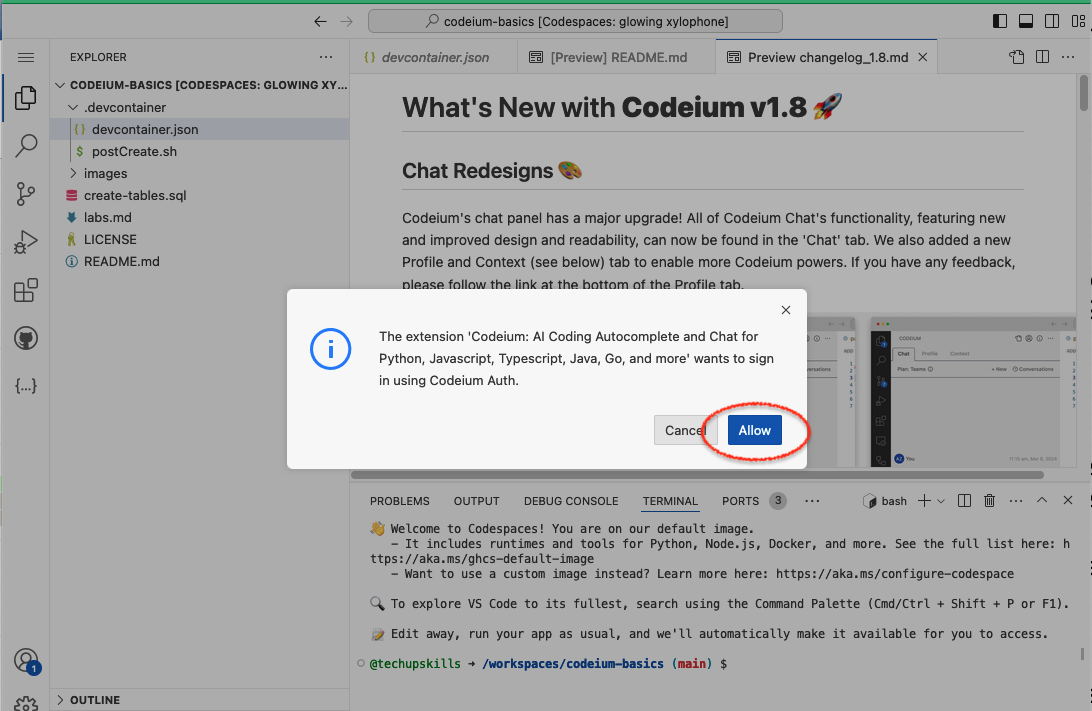 codeium-basics [Codespaces: glowing xylophone]
EXPLORER
CODEIUM-BASICS [CODESPACES: GLOWING XY...
.devcontainer
{} devcontainer.json
$ postCreate.sh
images
create-tables.sql
labs.md
LICENSE
README.md
OUTLINE
1
{} devcontainer.json
[Preview] README.md
Preview changelog_1.8.md
What's New with Codeium v1.8 🚀
Chat Redesigns 🎨
Codeium's chat panel has a major upgrade! All of Codeium Chat's functionality, featuring new
and improved design and readability, can now be found in the 'Chat' tab. We also added a new
Profile and Context (see below) tab to enable more Codeium powers. If you have any feedback,
please follow the link at the bottom of the Profile tab.
The extension 'Codeium: AI Coding Autocomplete and Chat for
Python, Javascript, Typescript, Java, Go, and more' wants to sign
in using Codeium Auth.
Cancel
Allow
CODEIUM
Chat Profile Context
Plan: Teams
+ New Conversations
AZ You
PROBLEMS OUTPUT DEBUG CONSOLE TERMINAL PORTS 3 ... bash
👋 Welcome to Codespaces! You are on our default image.
- It includes runtimes and tools for Python, Node.js, Docker, and more. See the full list here: h
ttps://aka.ms/ghcs-default-image
- Want to use a custom image instead? Learn more here: https://aka.ms/configure-codespace
🔍 To explore VS Code to its fullest, search using the Command Palette (Cmd/Ctrl + Shift + P or F1).
📝 Edit away, run your app as usual, and we'll automatically make it available for you to access.
@techupskills ➜ /workspaces/codeium-basics (main) $